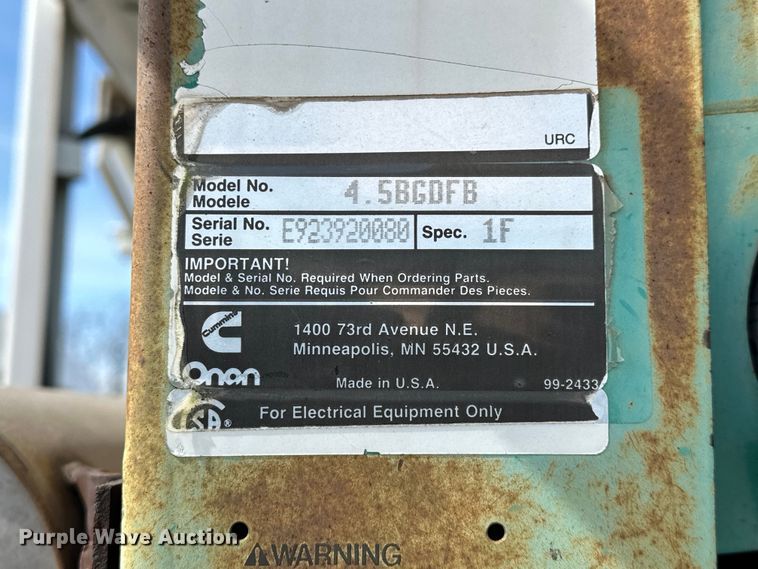 URC
Model No. 4.5BGDFB
Modele
Serial No. E923920080 Spec. 1F
Serie
IMPORTANT!
Model & Serial No. Required When Ordering Parts.
Modele & No. Serie Requis Pour Commander Des Pieces.
Cummins
1400 73rd Avenue N.E.
Minneapolis, MN 55432 U.S.A.
Onan
Made in U.S.A. 99-2433
SA ® For Electrical Equipment Only
Purple Wave Auction
WARNING